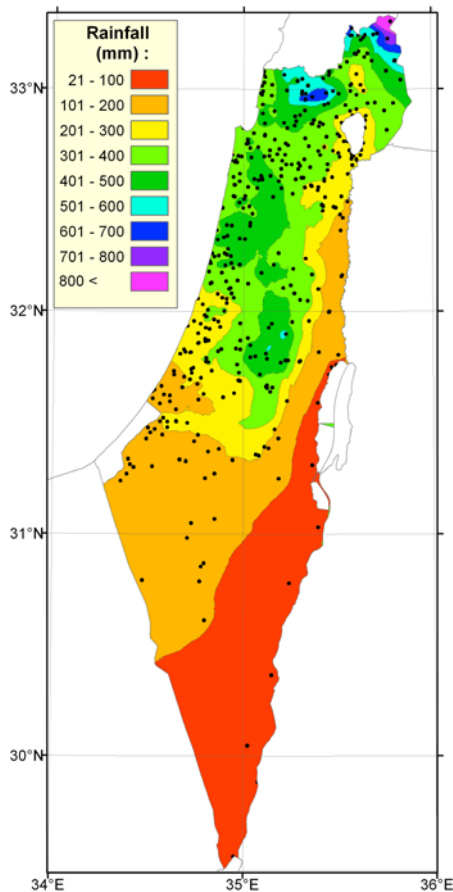 Rainfall
(mm) :
21 - 100
101 - 200
201 - 300
301 - 400
401 - 500
501 - 600
601 - 700
701 - 800
800 <
33°N
32°N
31°N
30°N
34°E
35°E
36°E